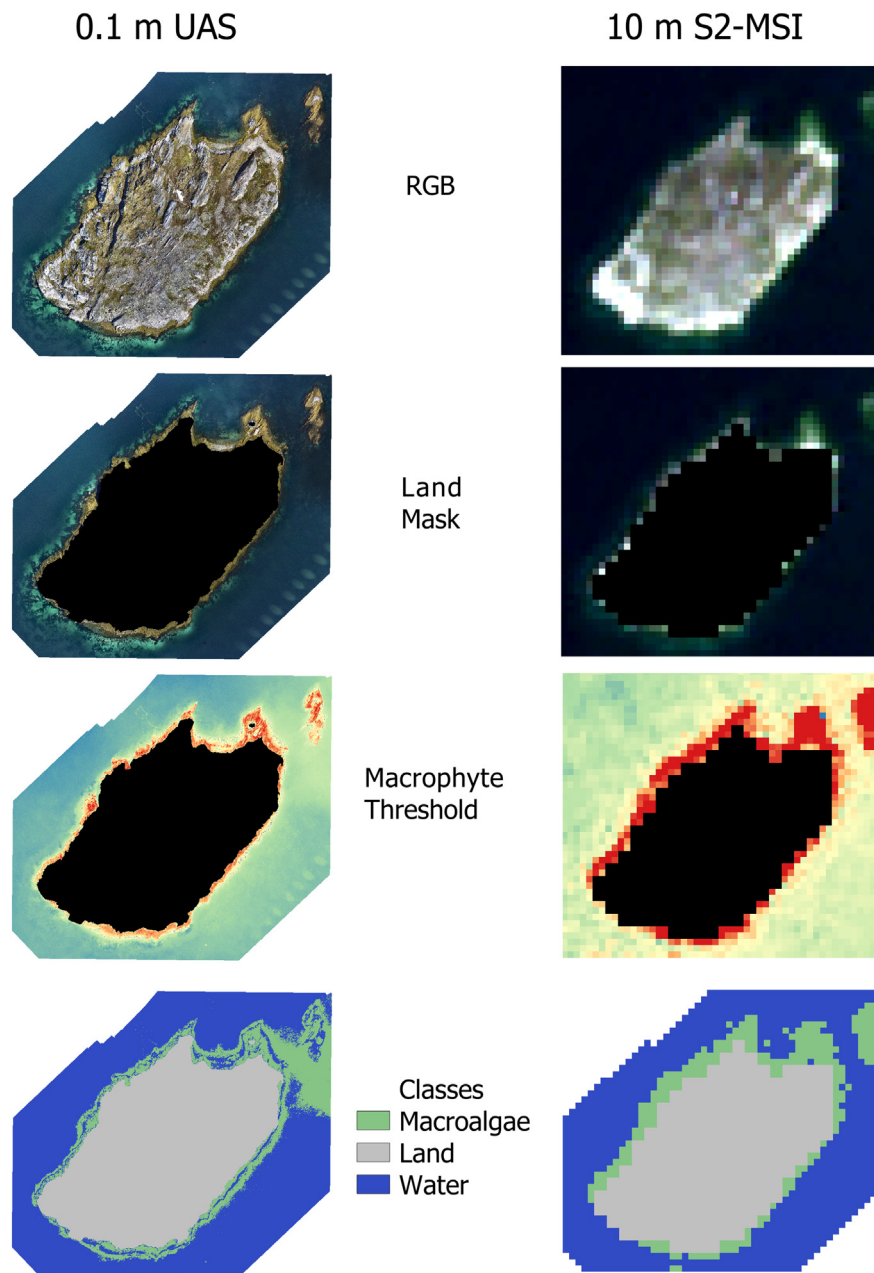 0.1 m UAS
10 m S2-MSI
RGB
Land
Mask
Macrophyte
Threshold
Classes
Macroalgae
Land
Water